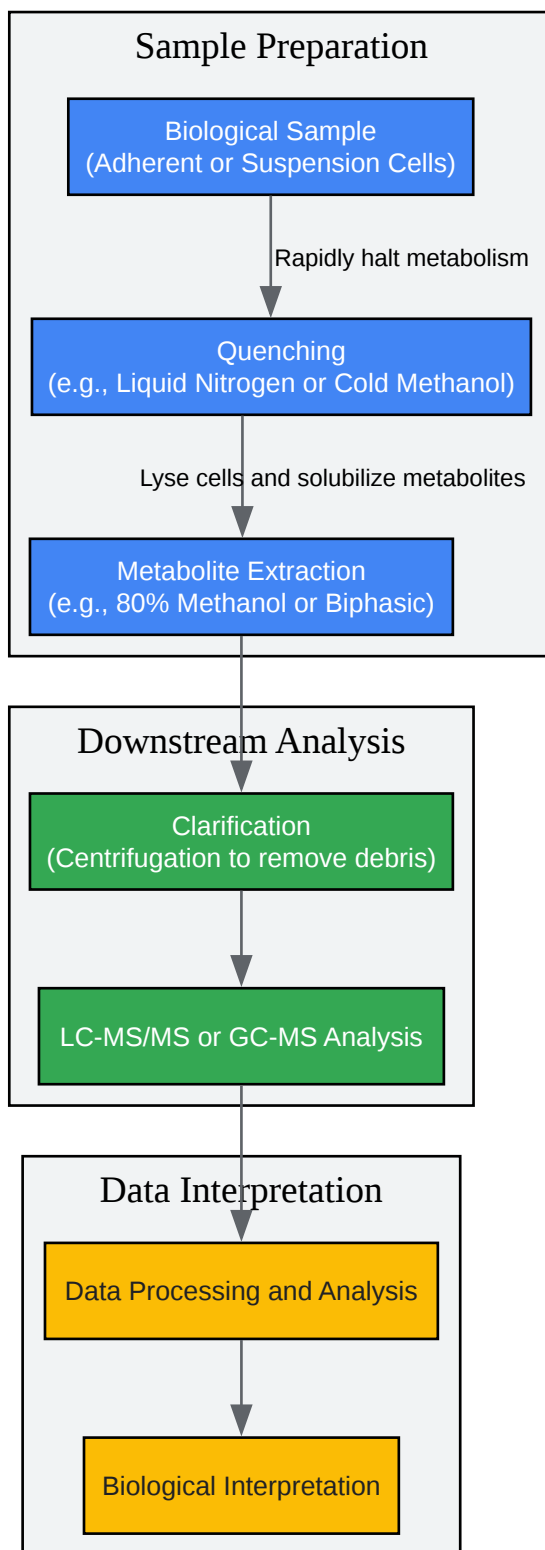 Sample Preparation
Biological Sample
(Adherent or Suspension Cells)
Rapidly halt metabolism
Quenching
(e.g., Liquid Nitrogen or Cold Methanol)
Lyse cells and solubilize metabolites
Metabolite Extraction
(e.g., 80% Methanol or Biphasic)
Downstream Analysis
Clarification
(Centrifugation to remove debris)
LC-MS/MS or GC-MS Analysis
Data Interpretation
Data Processing and Analysis
Biological Interpretation